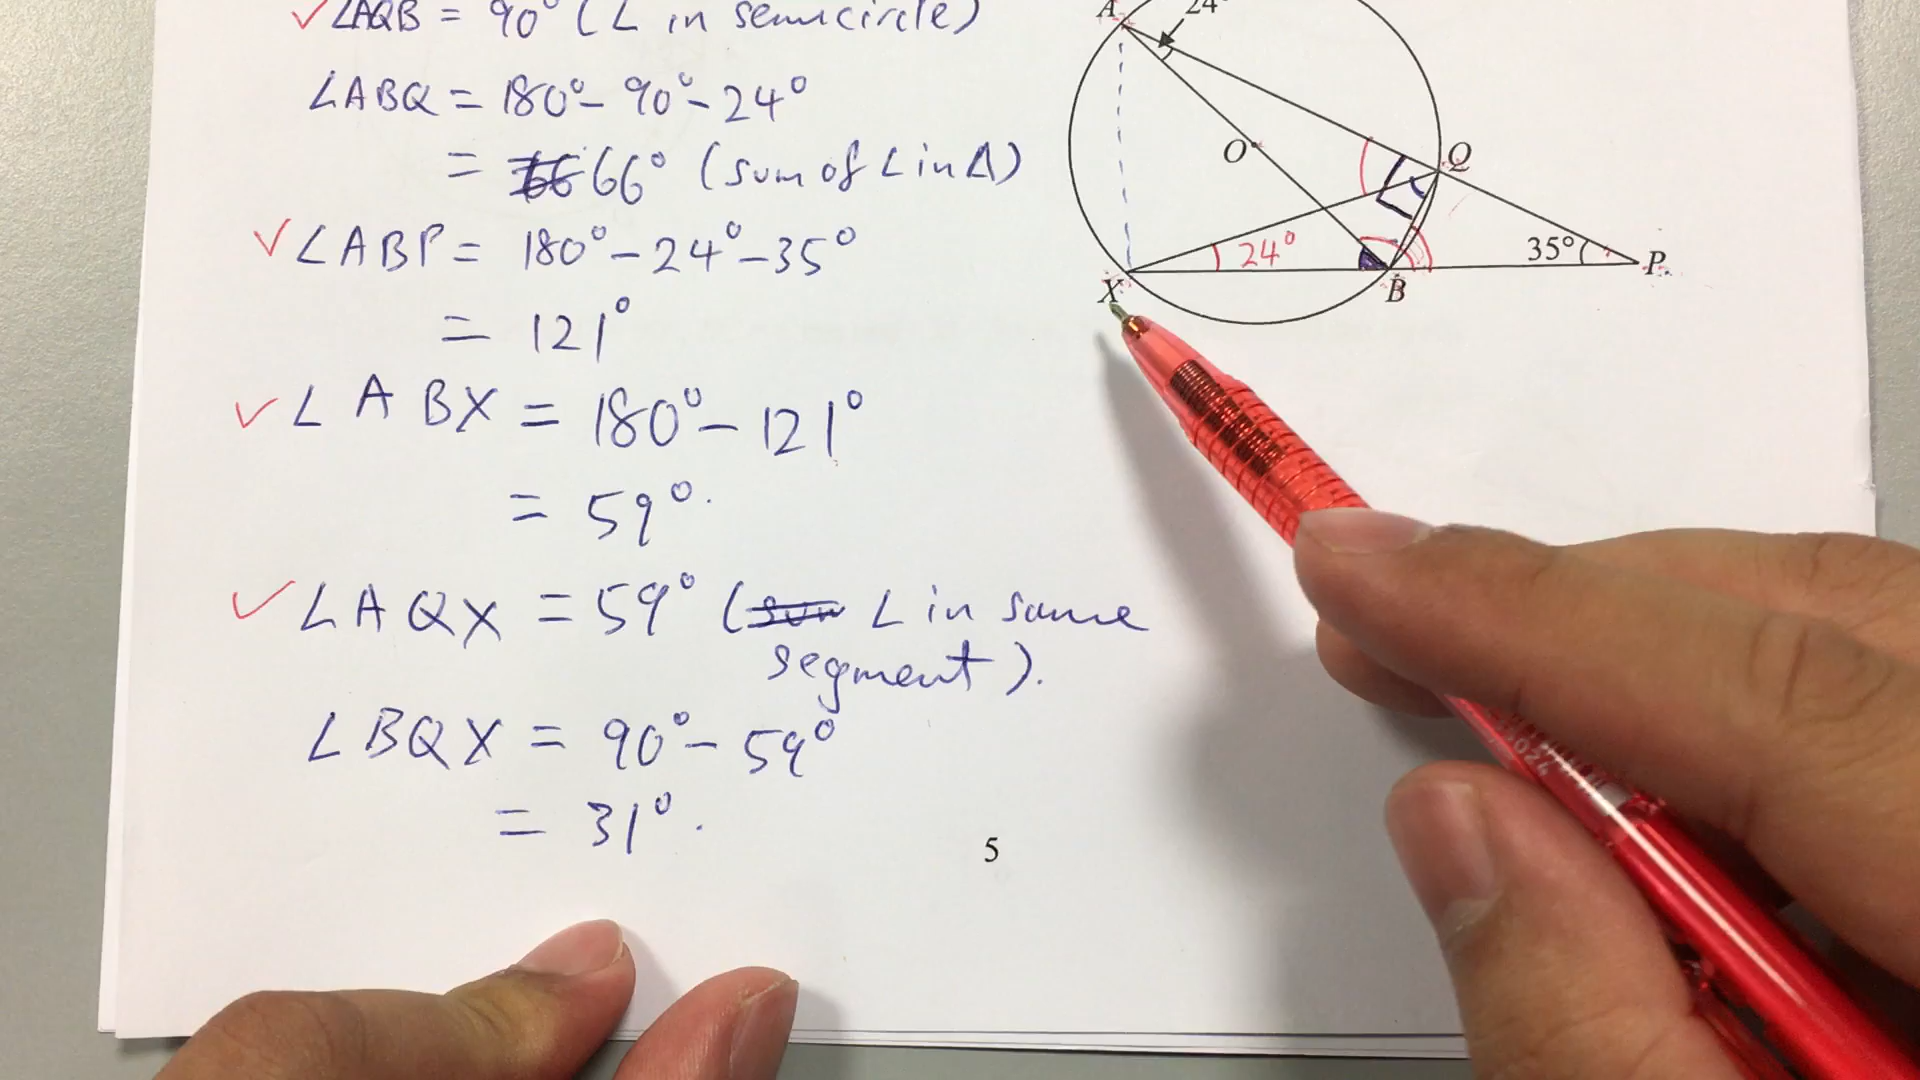 ∠AQB = 90° (∠ in semicircle)
∠ABQ = 180° - 90° - 24°
= 66° (sum of ∠ in Δ)
∠ABP = 180° - 24° - 35°
= 121°
∠ABX = 180° - 121°
= 59°.
∠AQX = 59° (∠ in same
segment).
∠BQX = 90° - 59°
= 31°.
5
A
24°
O
Q
24°
35°
P
X
B